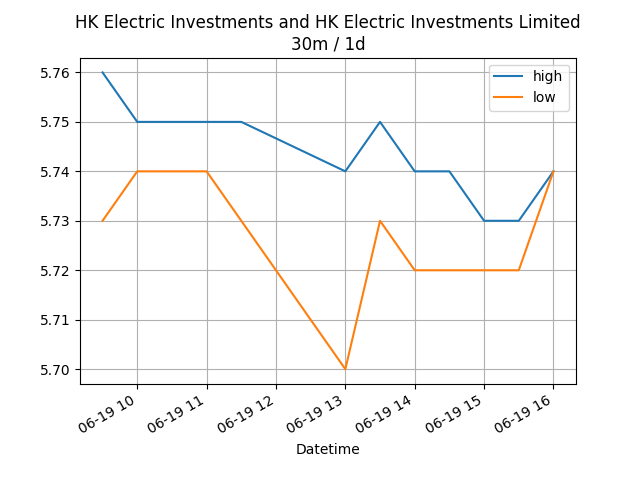 HK Electric Investments and HK Electric Investments Limited
30m / 1d
high
low
5.76
5.75
5.74
5.73
5.72
5.71
5.70
06-19 10
06-19 11
06-19 12
06-19 13
06-19 14
06-19 15
06-19 16
Datetime